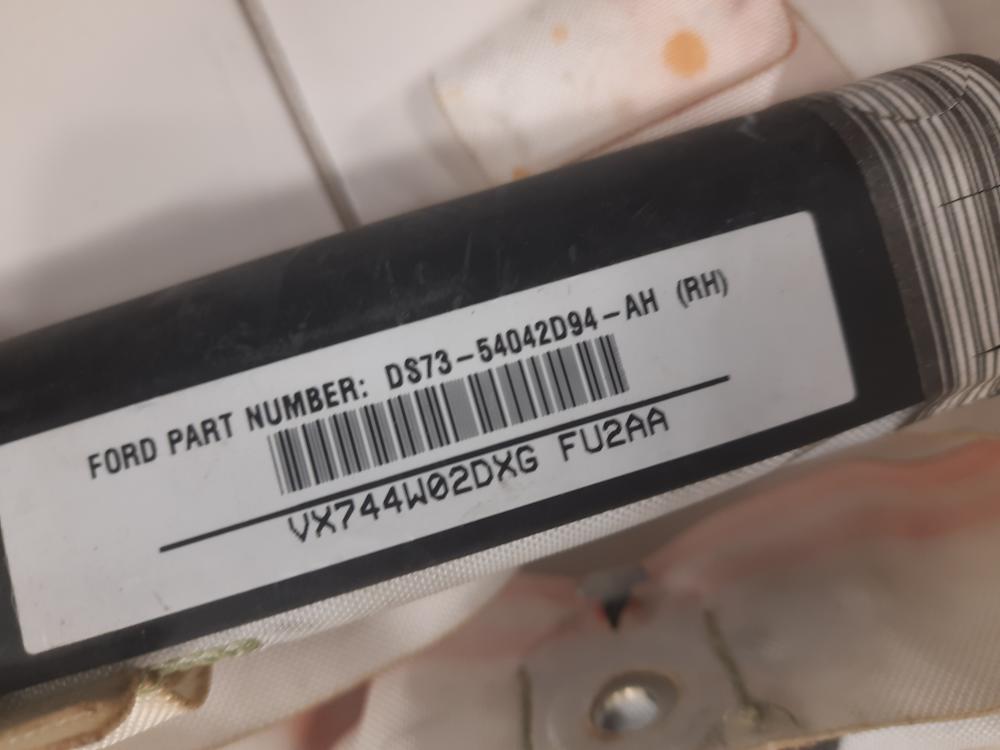 FORD PART NUMBER: DS73-54042D94-AH (RH)
VX744W02DXG FU2AA